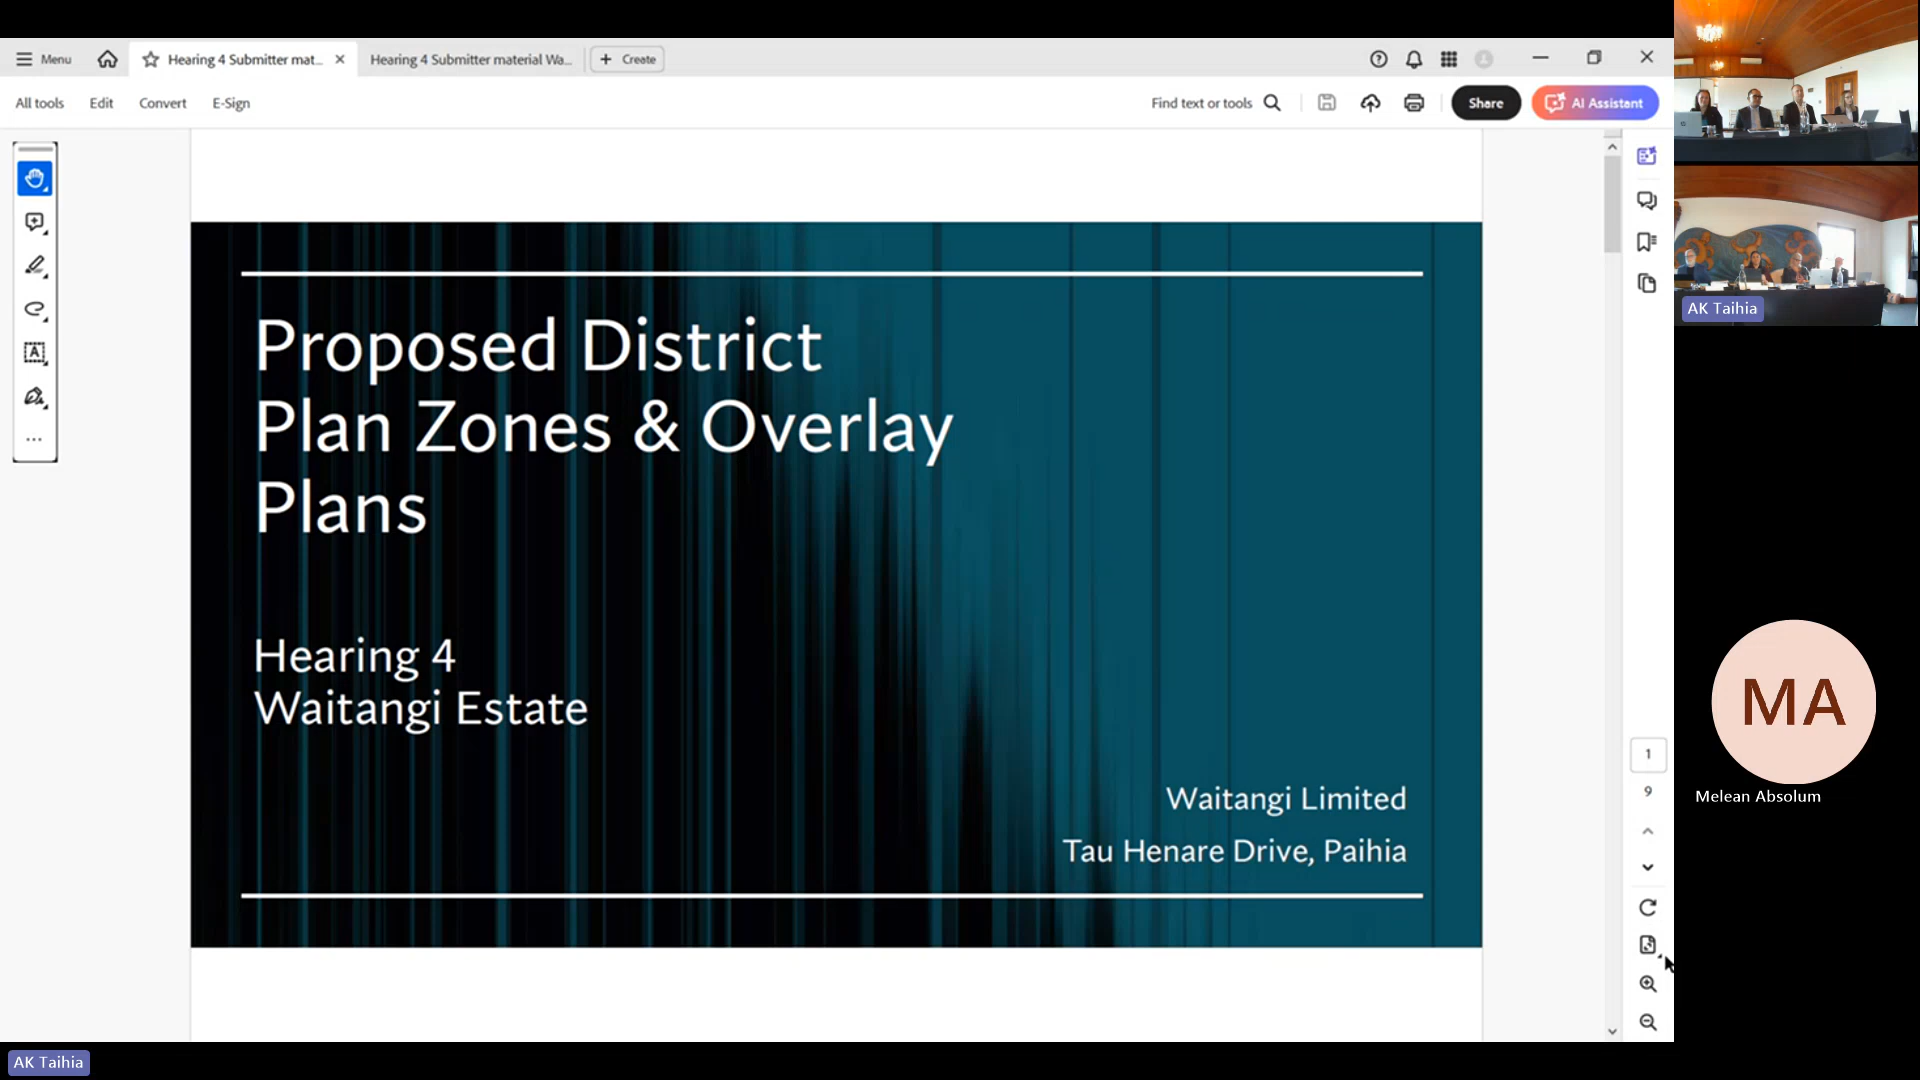 Menu
Hearing 4 Submitter mat...
Hearing 4 Submitter material Wa...
Create
All tools
Edit
Convert
E-Sign
Find text or tools
Share
AI Assistant
Proposed District
Plan Zones & Overlay
Plans
Hearing 4
Waitangi Estate
Waitangi Limited
Tau Henare Drive, Paihia
1
9
AK Taihia
MA
Melean Absolum
AK Taihia